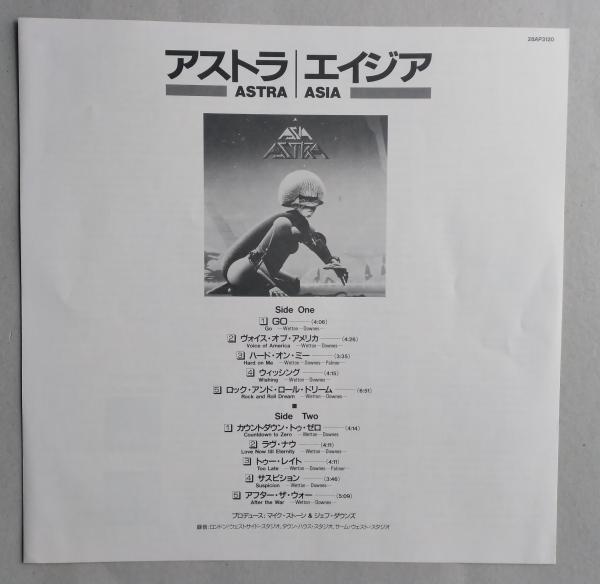 28AP3120
アストラ エイジア
ASTRA ASIA
ASIA
ASTRA
Side One
1 GO (4:06)
Go —Wetton—Downes—
2 ヴォイス・オブ・アメリカ (4:26)
Voice of America —Wetton—Downes—
3 ハード・オン・ミー (3:35)
Hard on Me —Wetton—Downes—Palmer—
4 ウィッシング (4:15)
Wishing —Wetton—Downes—
5 ロック・アンド・ロール・ドリーム (6:51)
Rock and Roll Dream —Wetton—Downes—
Side Two
1 カウントダウン・トゥ・ゼロ (4:14)
Countdown to Zero —Wetton—Downes
2 ラヴ・ナウ (4:11)
Love Now till Eternity —Wetton—Downes—
3 トゥー・レイト (4:11)
Too Late —Wetton—Downes—Palmer—
4 サスピション (3:46)
Suspicion —Wetton—Downes
5 アフター・ザ・ウォー (5:09)
After the War —Wetton—Downes
プロデュース：マイク・ストーン & ジェフ・ダウンズ
録音：ロンドン/ウェストサイド・スタジオ, タウン・ハウス・スタジオ, サーム/ウェスト・スタジオ